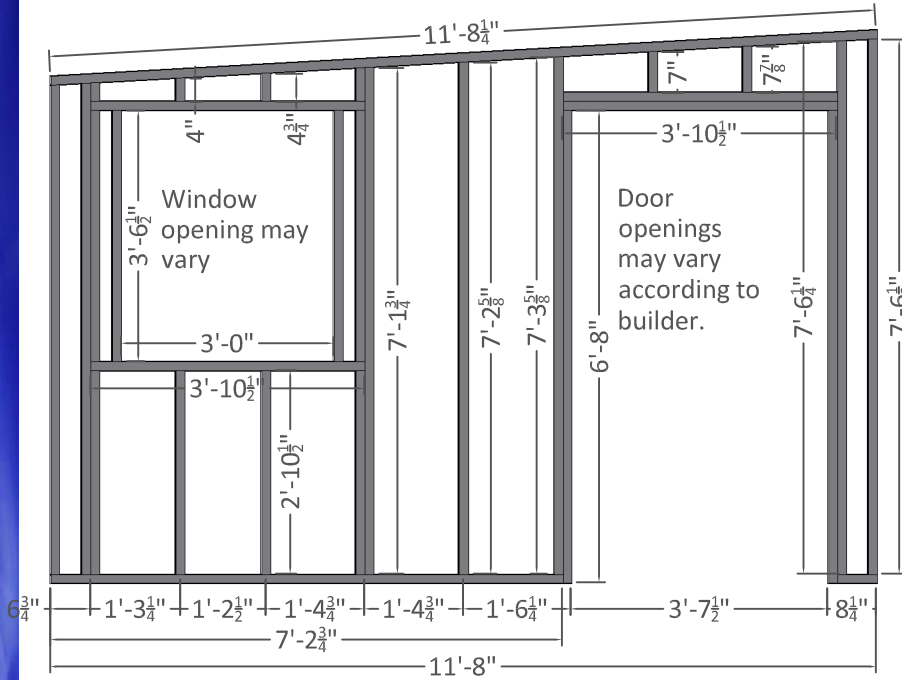 11'-8¼"
7"
7⅞"
4"
4¾"
3'-10½"
Window
opening may
vary
Door
openings
may vary
according to
builder.
3'-6½"
7'-1¾"
7'-2⅝"
7'-3⅝"
7'-6¼"
6'-8"
3'-0"
3'-10½"
2'-10½"
6¾" 1'-3¼" 1'-2½" 1'-4¾" 1'-4¾" 1'-6¼" 3'-7½" 8¼"
7'-2¾"
11'-8"